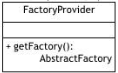 FactoryProvider
+ getFactory():
AbstractFactory